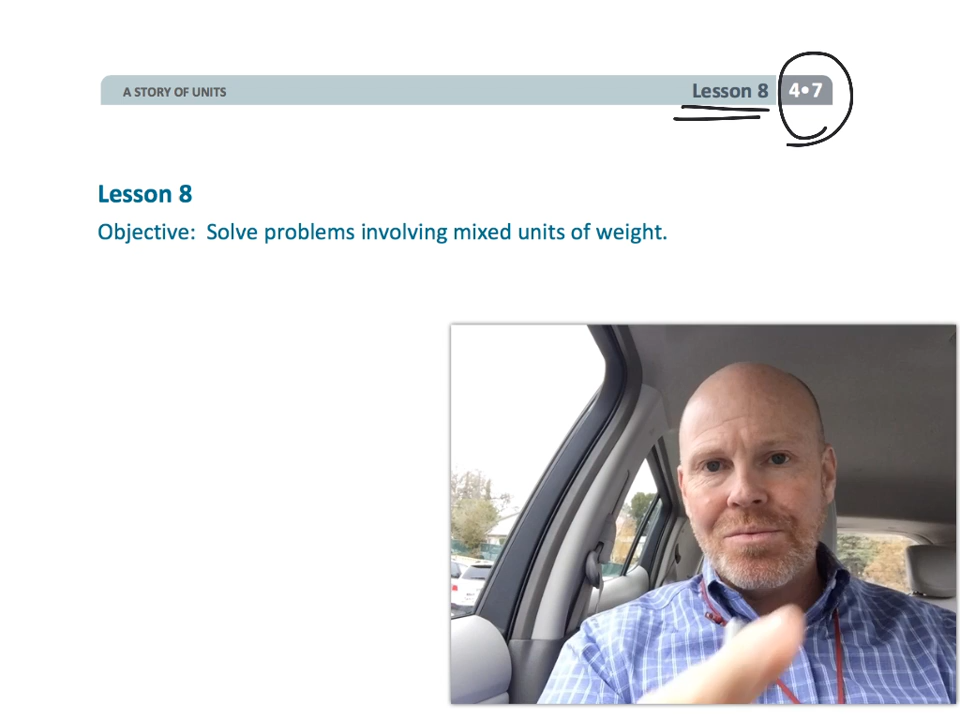 A STORY OF UNITS Lesson 8 4•7
Lesson 8
Objective: Solve problems involving mixed units of weight.